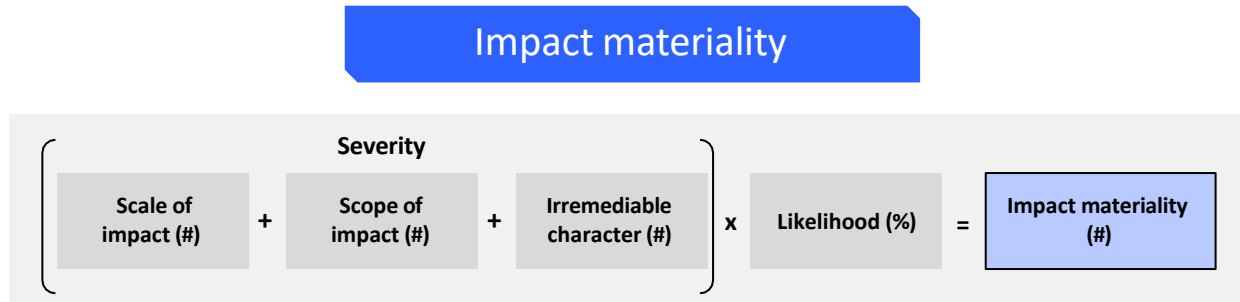 Impact materiality
Severity
Scale of
impact (#)
+
Scope of
impact (#)
+
Irremediable
character (#)
x
Likelihood (%)
=
Impact materiality
(#)